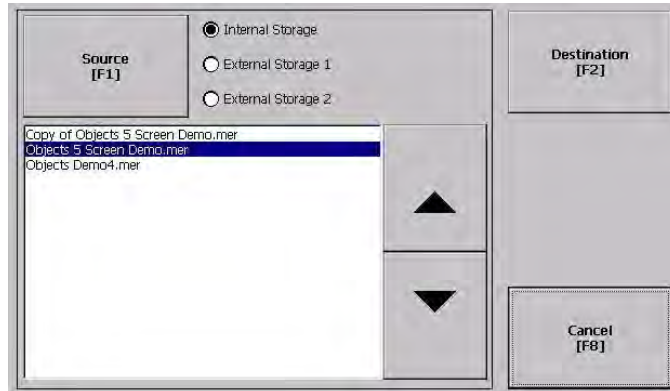 Source
[F1]
Internal Storage
External Storage 1
External Storage 2
Destination
[F2]
Copy of Objects 5 Screen Demo.mer
Objects 5 Screen Demo.mer
Objects Demo4.mer
Cancel
[F8]